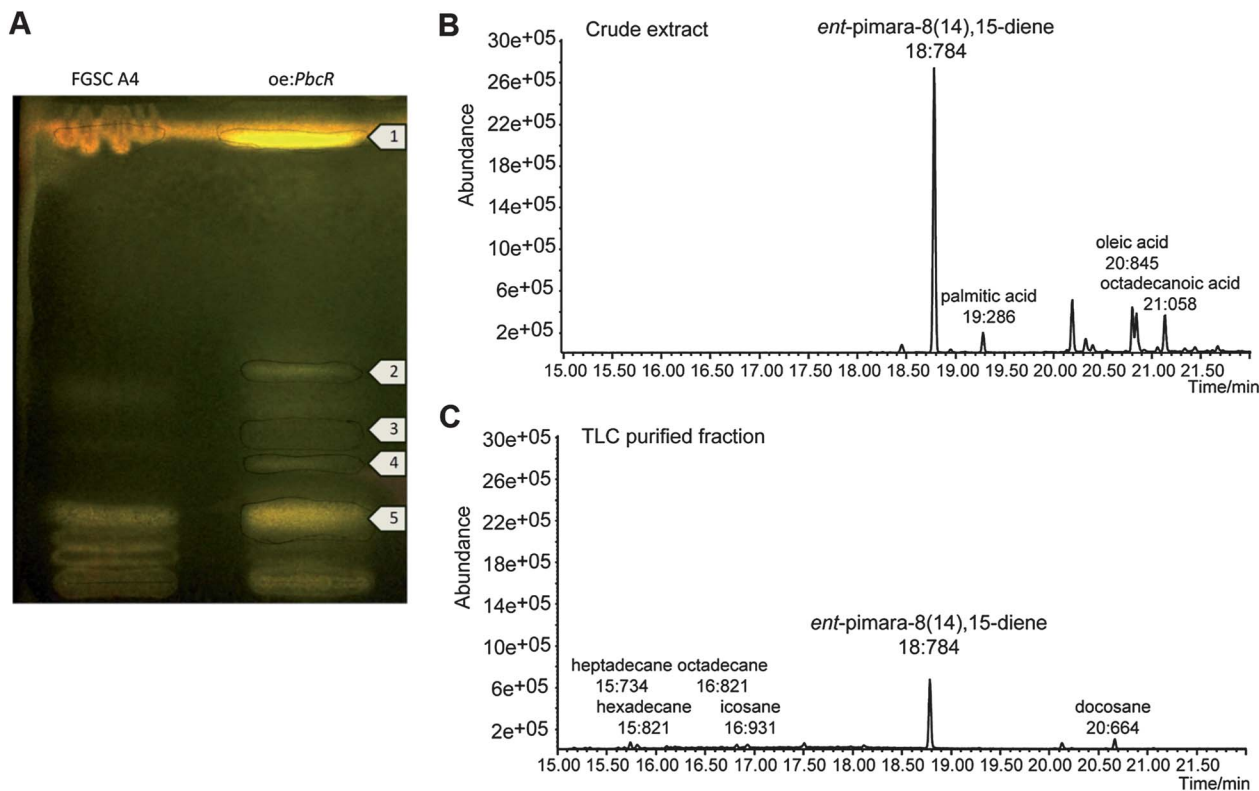 A
FGSC A4
oe:PbcR
1
2
3
4
5
B
Crude extract
ent-pimara-8(14),15-diene
18:784
palmitic acid
19:286
oleic acid
20:845
octadecanoic acid
21:058
Abundance
30e+05
26e+05
22e+05
18e+05
14e+05
10e+05
6e+05
2e+05
15.00 15.50 16.00 16.50 17.00 17.50 18.00 18.50 19.00 19.50 20.00 20.50 21.00 21.50
Time/min
C
TLC purified fraction
ent-pimara-8(14),15-diene
18:784
heptadecane octadecane
15:734 16:821
hexadecane icosane
15:821 16:931
docosane
20:664
Abundance
30e+05
26e+05
22e+05
18e+05
14e+05
10e+05
6e+05
2e+05
15.00 15.50 16.00 16.50 17.00 17.50 18.00 18.50 19.00 19.50 20.00 20.50 21.00 21.50
Time/min